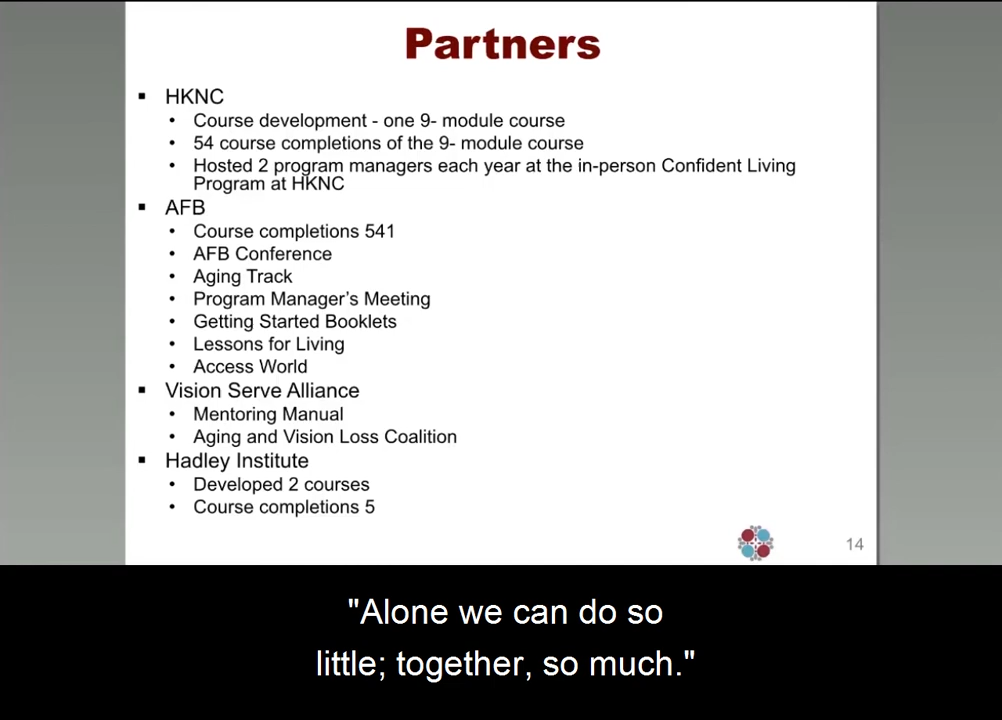 Partners
▪ HKNC
• Course development - one 9- module course
• 54 course completions of the 9- module course
• Hosted 2 program managers each year at the in-person Confident Living
Program at HKNC
▪ AFB
• Course completions 541
• AFB Conference
• Aging Track
• Program Manager’s Meeting
• Getting Started Booklets
• Lessons for Living
• Access World
▪ Vision Serve Alliance
• Mentoring Manual
• Aging and Vision Loss Coalition
▪ Hadley Institute
• Developed 2 courses
• Course completions 5
14
"Alone we can do so
little; together, so much."